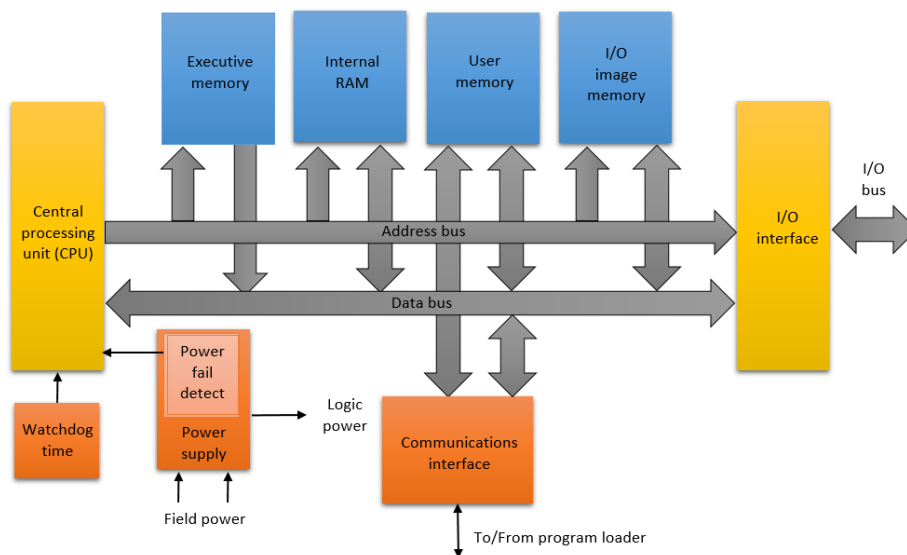 Executive
memory
Internal
RAM
User
memory
I/O
image
memory
Central
processing
unit (CPU)
I/O
bus
I/O
interface
Address bus
Data bus
Power
fail
detect
Power
supply
Logic
power
Watchdog
time
Communications
interface
Field power
To/From program loader